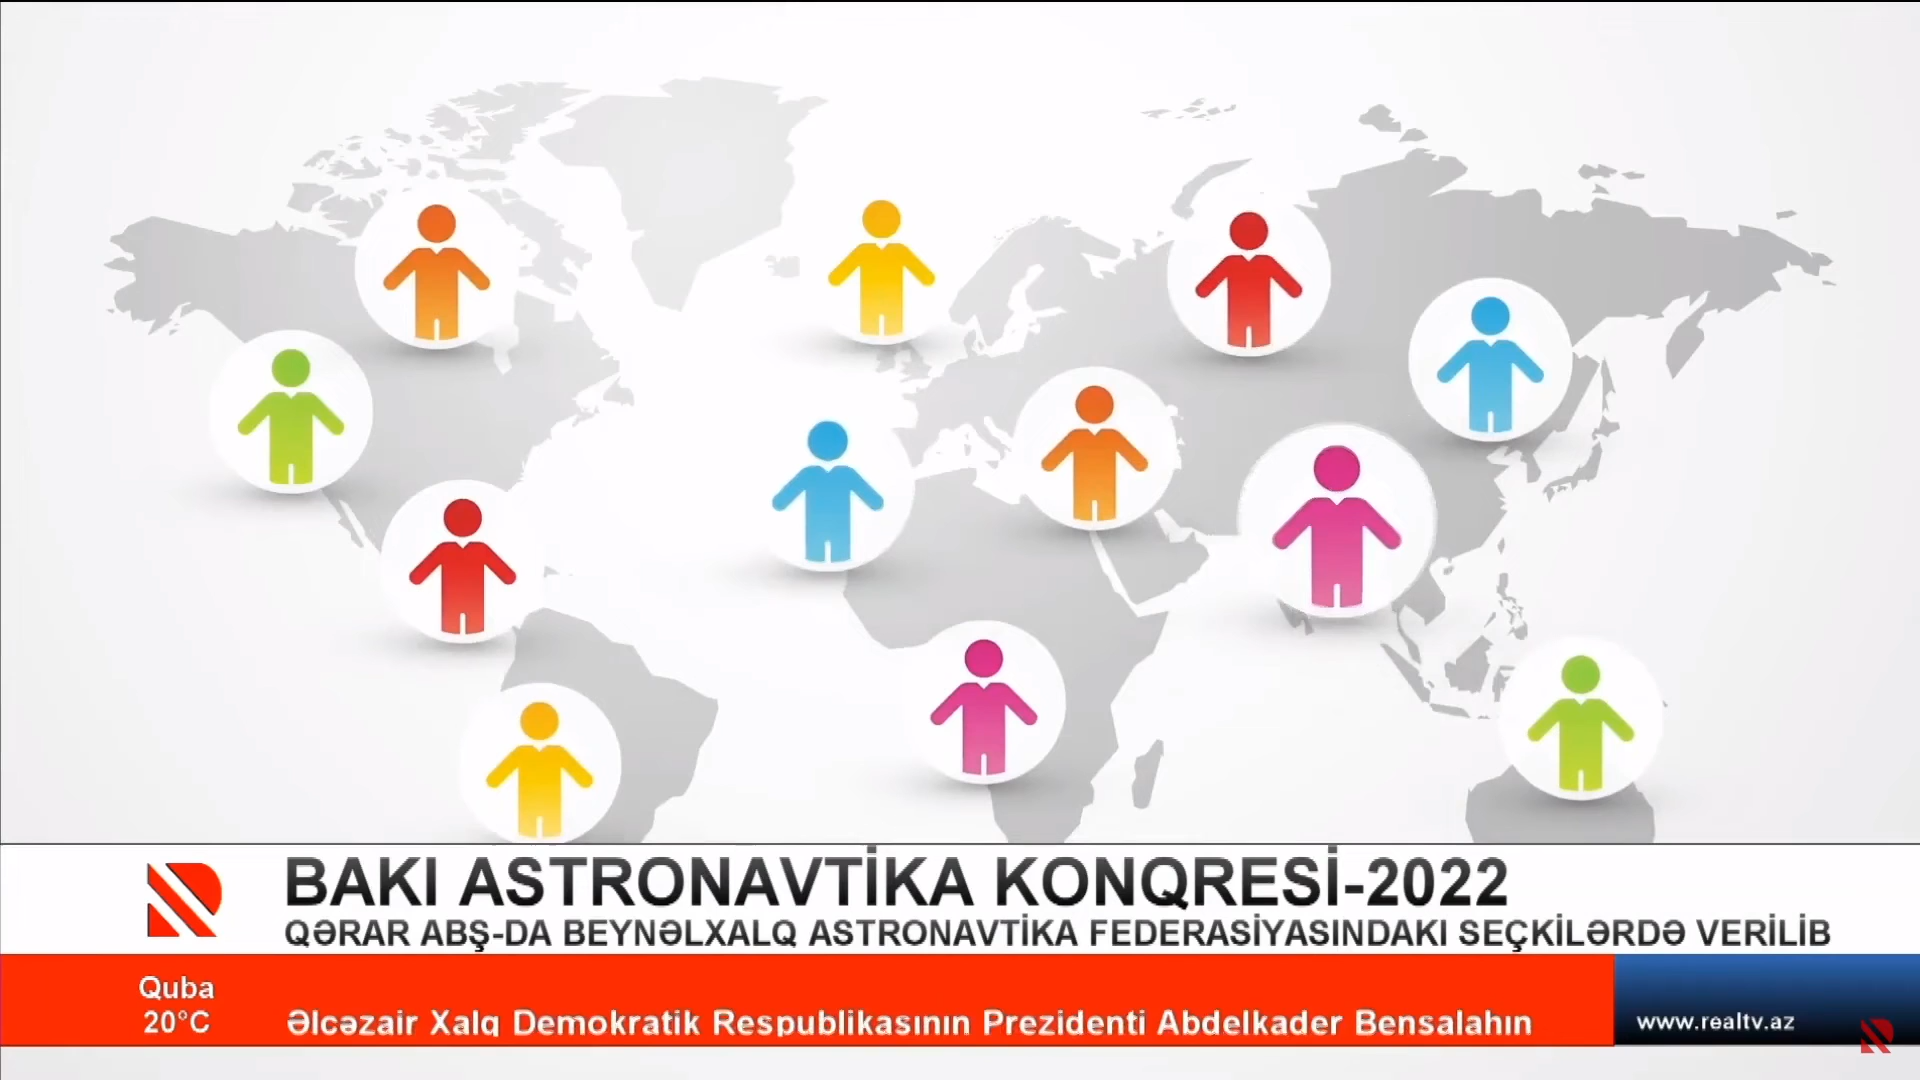 BAKI ASTRONAVTİKA KONQRESİ-2022
QƏRAR ABŞ-DA BEYNƏLXALQ ASTRONAVTİKA FEDERASİYASINDAKI SEÇKİLƏRDƏ VERİLİB
Quba
20°C
Əlcəzair Xalq Demokratik Respublikasının Prezidenti Abdelkader Bensalahın
www.realtv.az